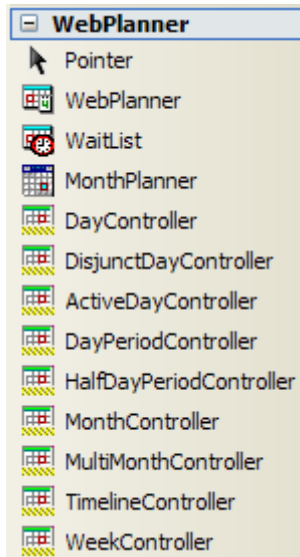 WebPlanner
Pointer
WebPlanner
WaitList
MonthPlanner
DayController
DisjunctDayController
ActiveDayController
DayPeriodController
HalfDayPeriodController
MonthController
MultiMonthController
TimelineController
WeekController